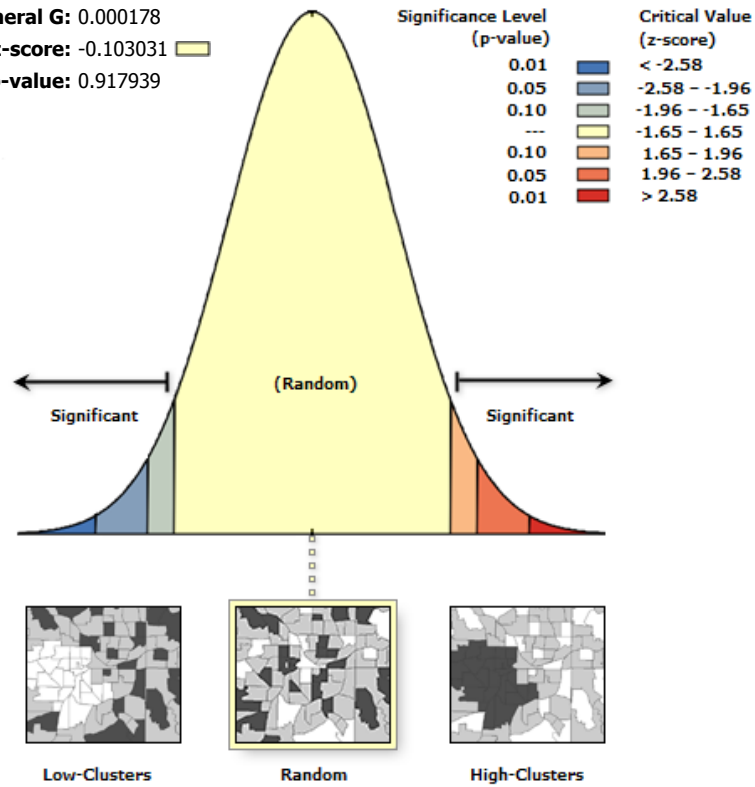 neral G: 0.000178
z-score: -0.103031
p-value: 0.917939
Significance Level
(p-value)
Critical Value
(z-score)
0.01 < -2.58
0.05 -2.58 – -1.96
0.10 -1.96 – -1.65
--- -1.65 – 1.65
0.10 1.65 – 1.96
0.05 1.96 – 2.58
0.01 > 2.58
(Random)
Significant
Significant
Low-Clusters
Random
High-Clusters